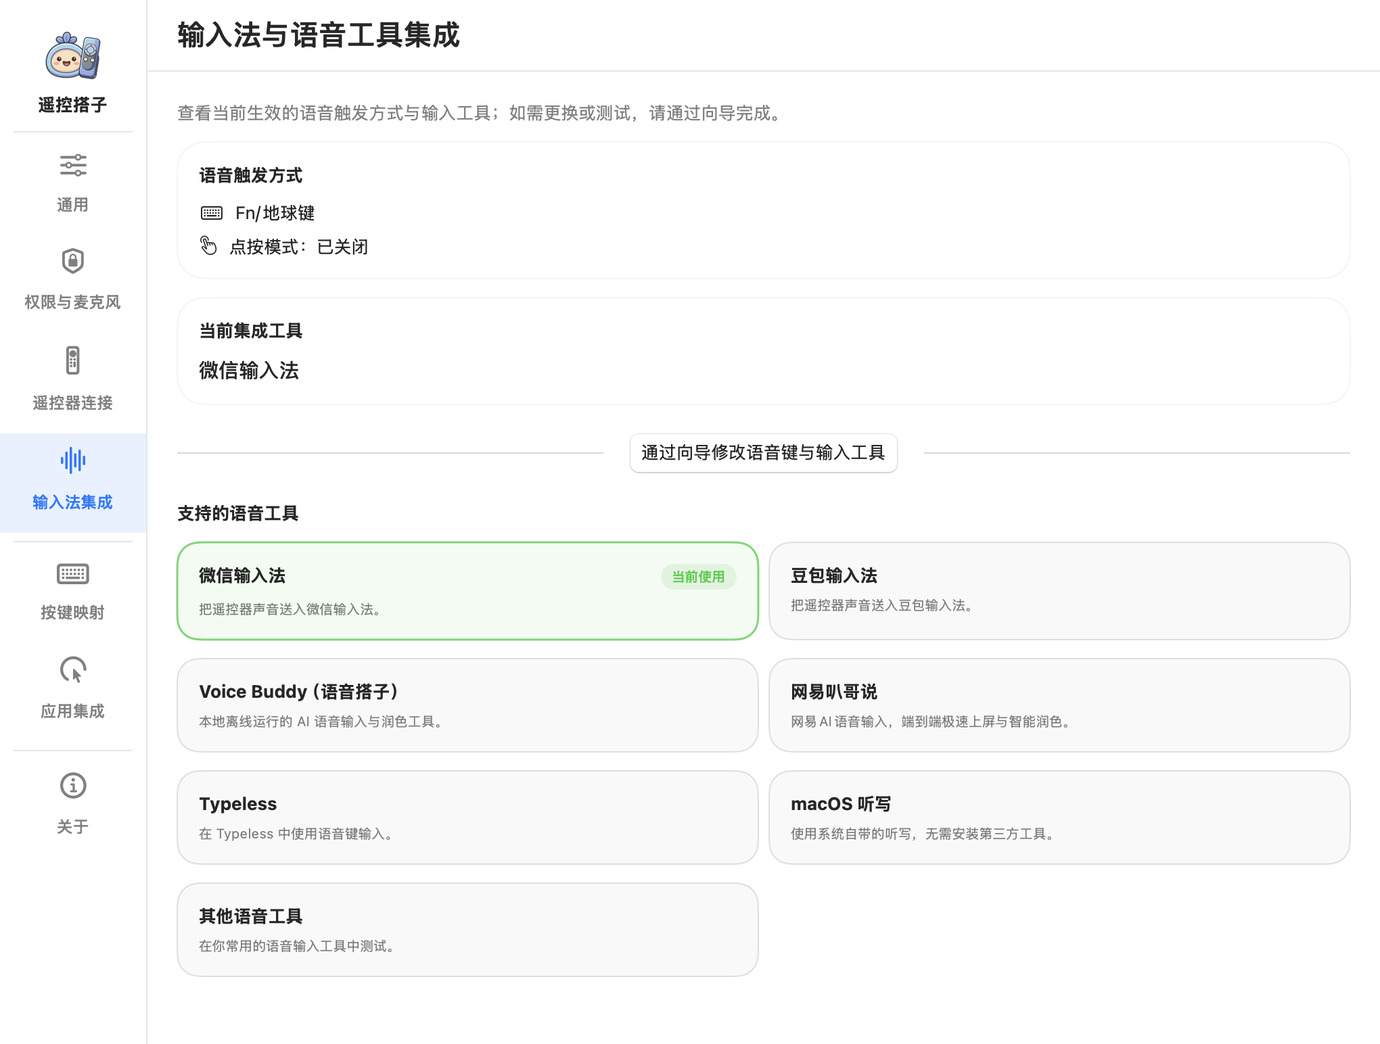 输入法与语音工具集成
遥控搭子
通用
权限与麦克风
遥控器连接
输入法集成
按键映射
应用集成
关于
查看当前生效的语音触发方式与输入工具；如需更换或测试，请通过向导完成。
语音触发方式
Fn/地球键
点按模式：已关闭
当前集成工具
微信输入法
通过向导修改语音键与输入工具
支持的语音工具
微信输入法
当前使用
把遥控器声音送入微信输入法。
豆包输入法
把遥控器声音送入豆包输入法。
Voice Buddy（语音搭子）
本地离线运行的 AI 语音输入与润色工具。
网易叭哥说
网易 AI 语音输入，端到端极速上屏与智能润色。
Typeless
在 Typeless 中使用语音键输入。
macOS 听写
使用系统自带的听写，无需安装第三方工具。
其他语音工具
在你常用的语音输入工具中测试。